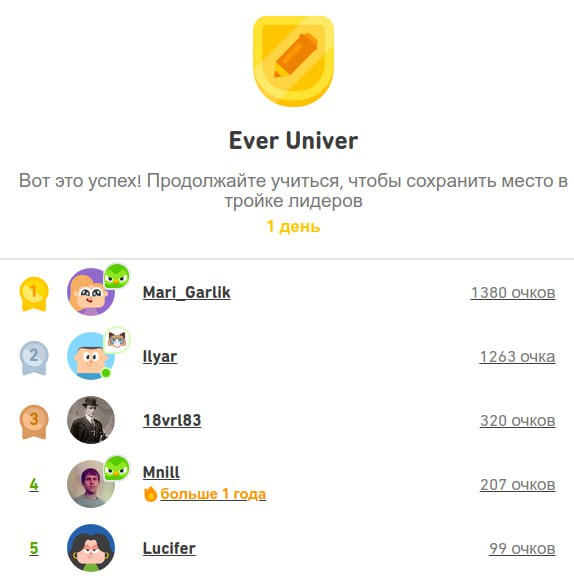 Ever Univer
Вот это успех! Продолжайте учиться, чтобы сохранить место в
тройке лидеров
1 день
1 Mari_Garlik 1380 очков
2 Ilyar 1263 очка
3 18vrl83 320 очков
4 Mnill 207 очков
больше 1 года
5 Lucifer 99 очков